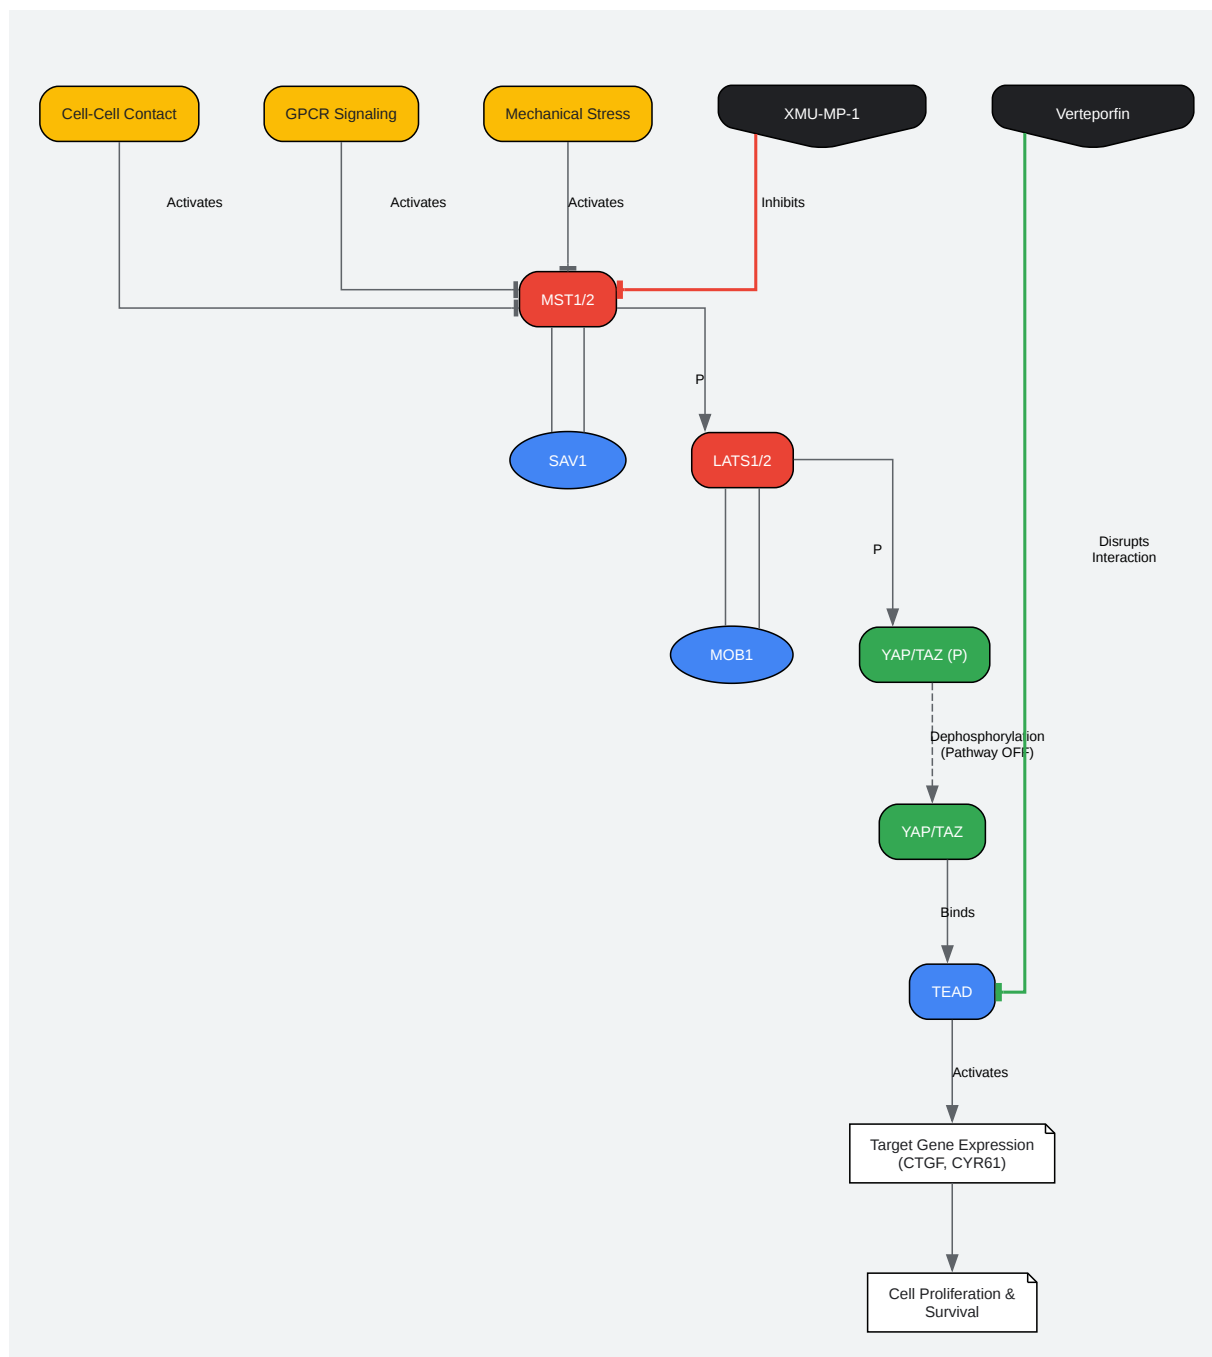 Cell-Cell Contact
GPCR Signaling
Mechanical Stress
XMU-MP-1
Verteporfin
Activates
Activates
Activates
Inhibits
MST1/2
P
SAV1
LATS1/2
P
Disrupts
Interaction
MOB1
YAP/TAZ (P)
Dephosphorylation
(Pathway OFF)
YAP/TAZ
Binds
TEAD
Activates
Target Gene Expression
(CTGF, CYR61)
Cell Proliferation &
Survival